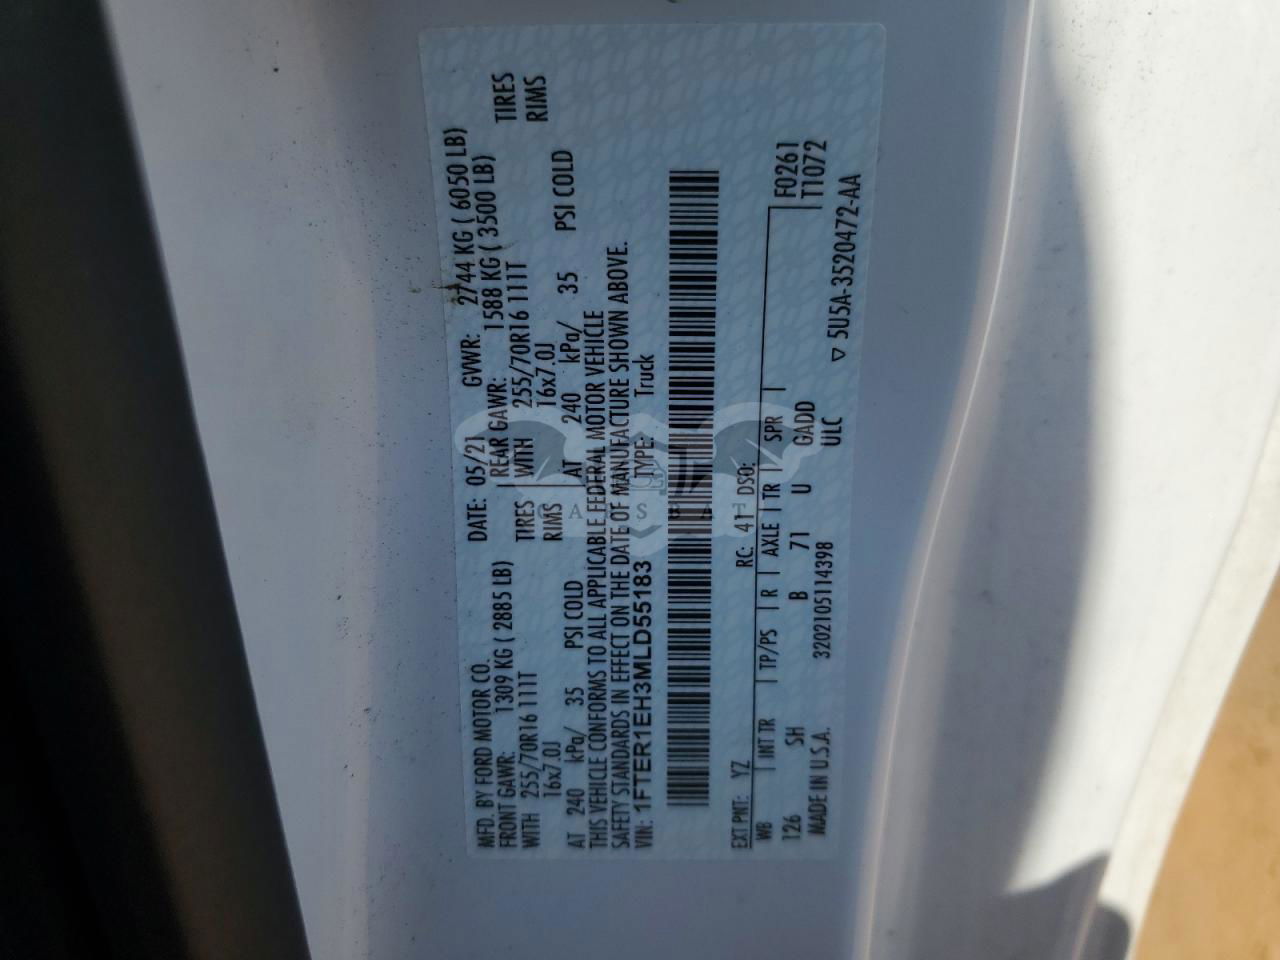 MFD. BY FORD MOTOR CO. DATE: 05/21 GVWR: 2744 KG ( 6050 LB)
FRONT GAWR: 1309 KG ( 2885 LB) REAR GAWR: 1588 KG ( 3500 LB)
WITH 255/70R16 111T TIRES WITH 255/70R16 111T TIRES
16x7.0J RIMS 16x7.0J RIMS
AT 240 kPa/ 35 PSI COLD AT 240 kPa/ 35 PSI COLD
THIS VEHICLE CONFORMS TO ALL APPLICABLE FEDERAL MOTOR VEHICLE
SAFETY STANDARDS IN EFFECT ON THE DATE OF MANUFACTURE SHOWN ABOVE.
VIN: 1FTER1EH3MLD55183 TYPE: Truck
EXT PNT: YZ RC: 41 DSO: F0261
WB INT TR TP/PS R AXLE TR SPR T1072
126 SH B 71 U GADD
MADE IN U.S.A. 3202105114398 ULC ▽ 5U5A-3520472-AA
CARSBAT